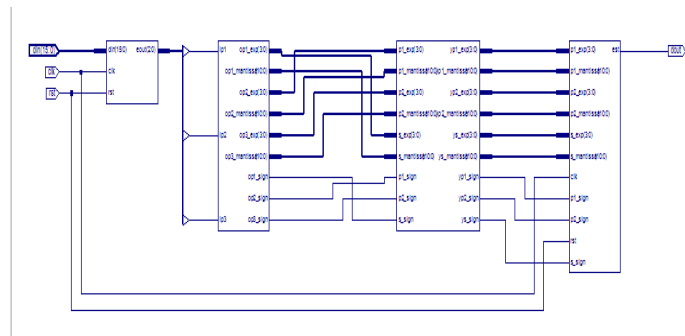 din(15:0)
clk
rst
din(15:0) eout(2:0)
clk
rst
ip1 op1_exp(3:0)
op1_mantissa(10:0)
op2_exp(3:0)
op2_mantissa(10:0)
ip2 op3_exp(3:0)
op3_mantissa(10:0)
op1_sign
op2_sign
ip3 op3_sign
p1_exp(3:0) yp1_exp(3:0)
p1_mantissa(10:0) yp1_mantissa(10:0)
p2_exp(3:0) yp2_exp(3:0)
p2_mantissa(10:0) yp2_mantissa(10:0)
s_exp(3:0) ys_exp(3:0)
s_mantissa(10:0) ys_mantissa(10:0)
p1_sign yp1_sign
p2_sign yp2_sign
s_sign ys_sign
p1_exp(3:0) est
p1_mantissa(10:0)
p2_exp(3:0)
p2_mantissa(10:0)
s_exp(3:0)
s_mantissa(10:0)
clk
p1_sign
p2_sign
rst
s_sign
dout